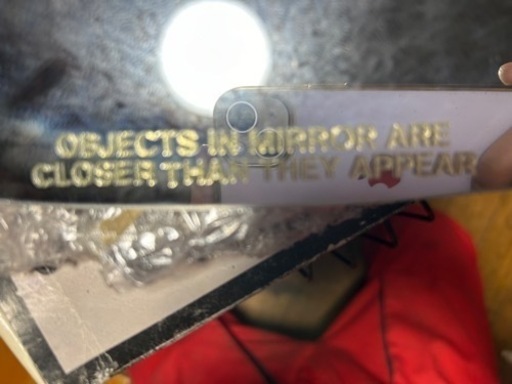 OBJECTS IN MIRROR ARE
CLOSER THAN THEY APPEAR